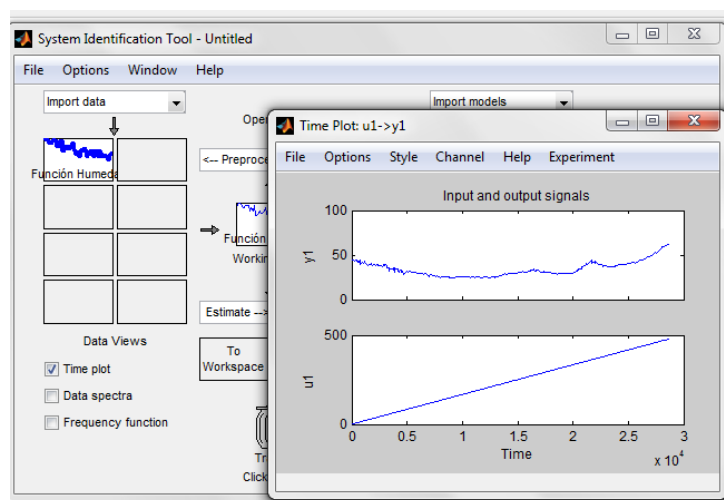 System Identification Tool - Untitled
File Options Window Help
Import data
Import models
Time Plot: u1->y1
File Options Style Channel Help Experiment
Función Humeda
<-- Preproce
Función
Workin
Estimate -->
To
Workspace
Data Views
Time plot
Data spectra
Frequency function
Click
Input and output signals
100
50
0
y1
500
0
u1
0 0.5 1 1.5 2 2.5 3
Time
x 10^4